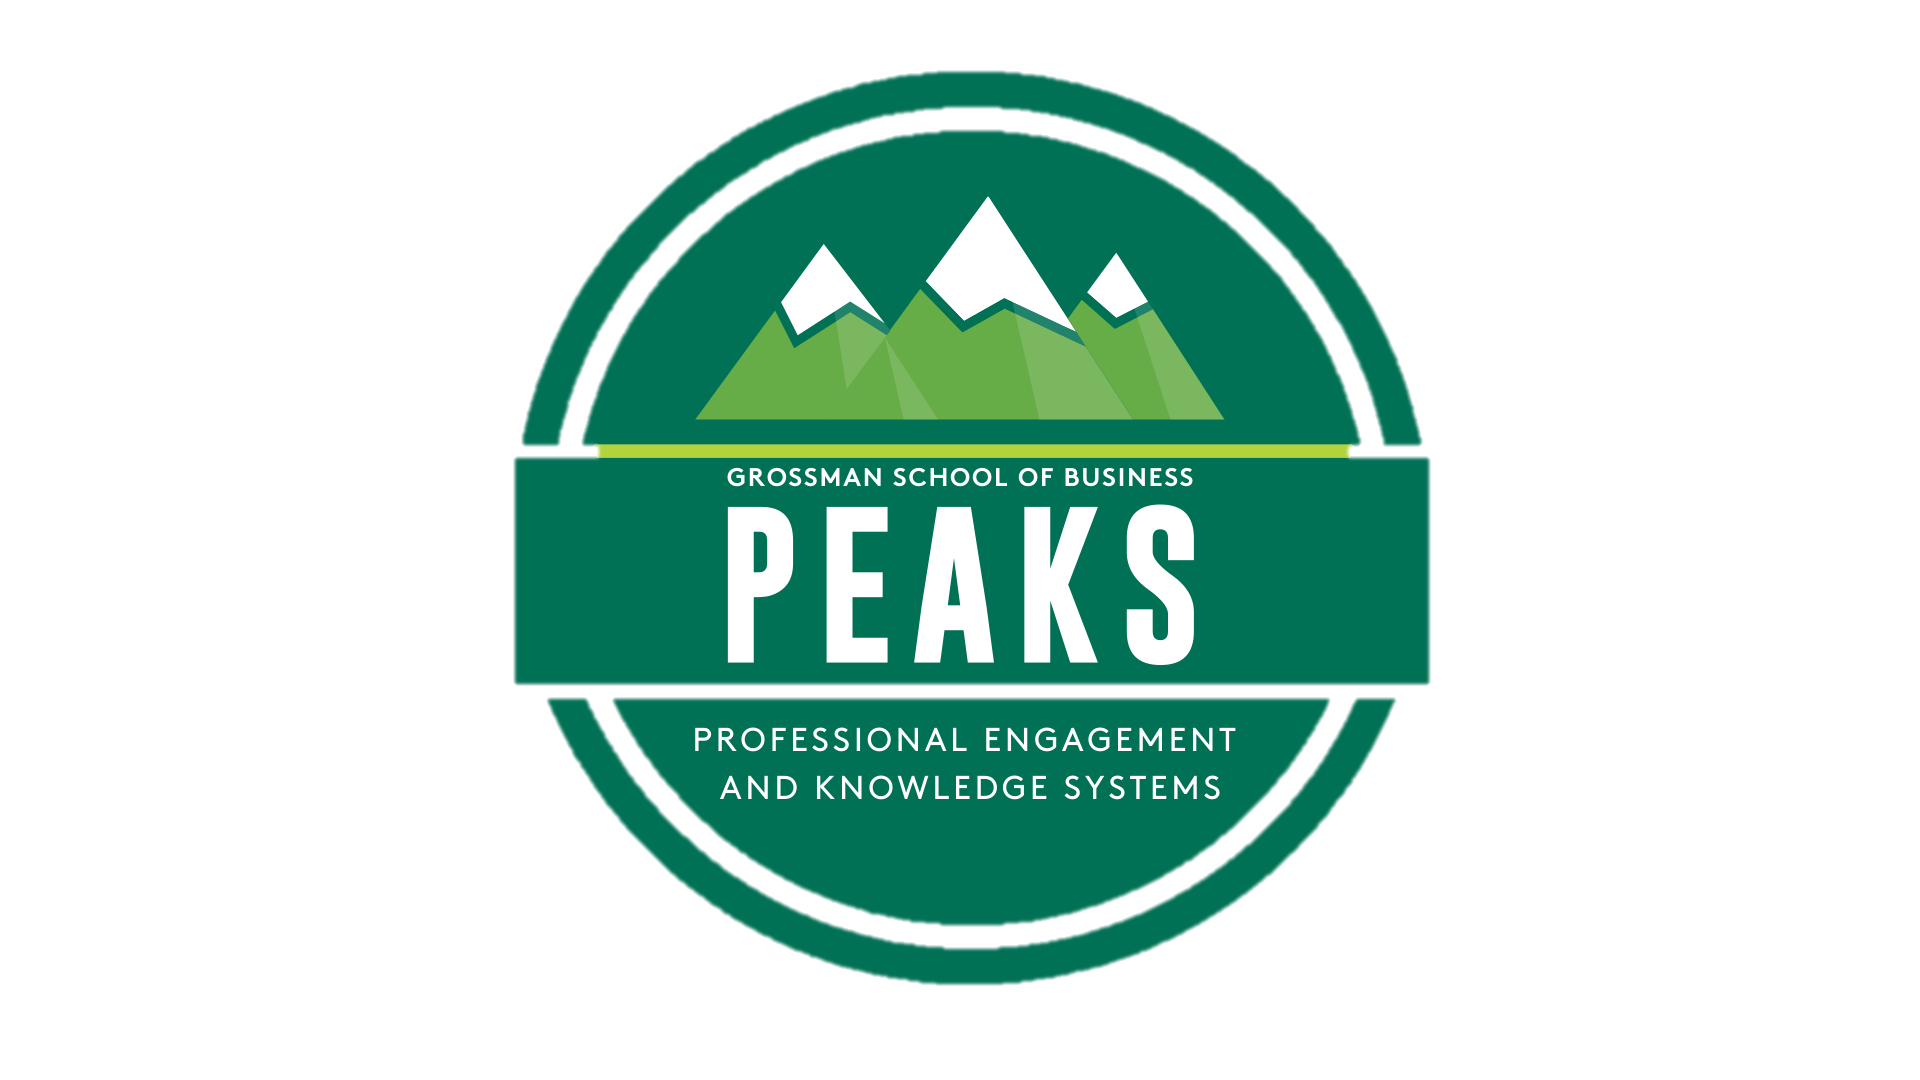 GROSSMAN SCHOOL OF BUSINESS
PEAKS
PROFESSIONAL ENGAGEMENT
AND KNOWLEDGE SYSTEMS